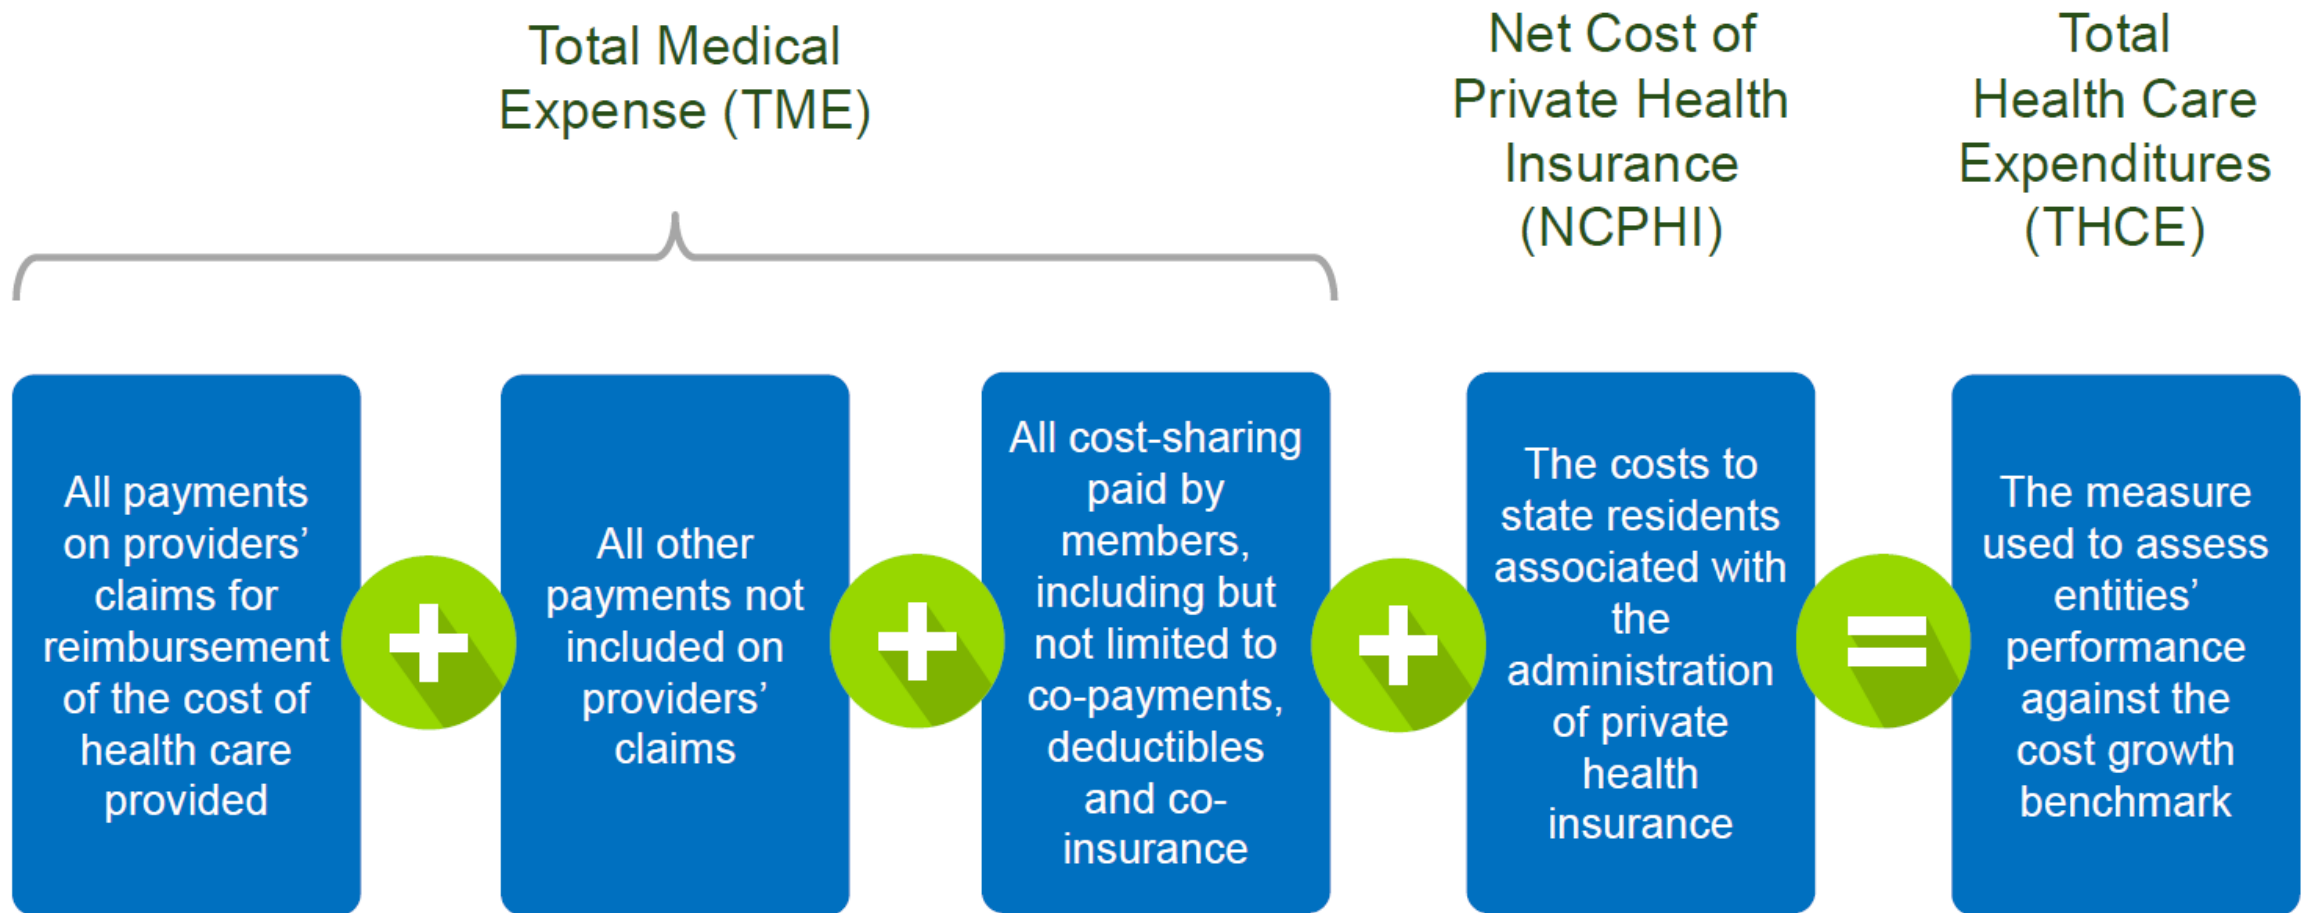 Total Medical
Expense (TME)
Net Cost of
Private Health
Insurance
(NCPHI)
Total
Health Care
Expenditures
(THCE)
All payments
on providers’
claims for
reimbursement
of the cost of
health care
provided
+
All other
payments not
included on
providers’
claims
+
All cost-sharing
paid by
members,
including but
not limited to
co-payments,
deductibles
and co-
insurance
+
The costs to
state residents
associated with
the
administration
of private
health
insurance
=
The measure
used to assess
entities’
performance
against the
cost growth
benchmark